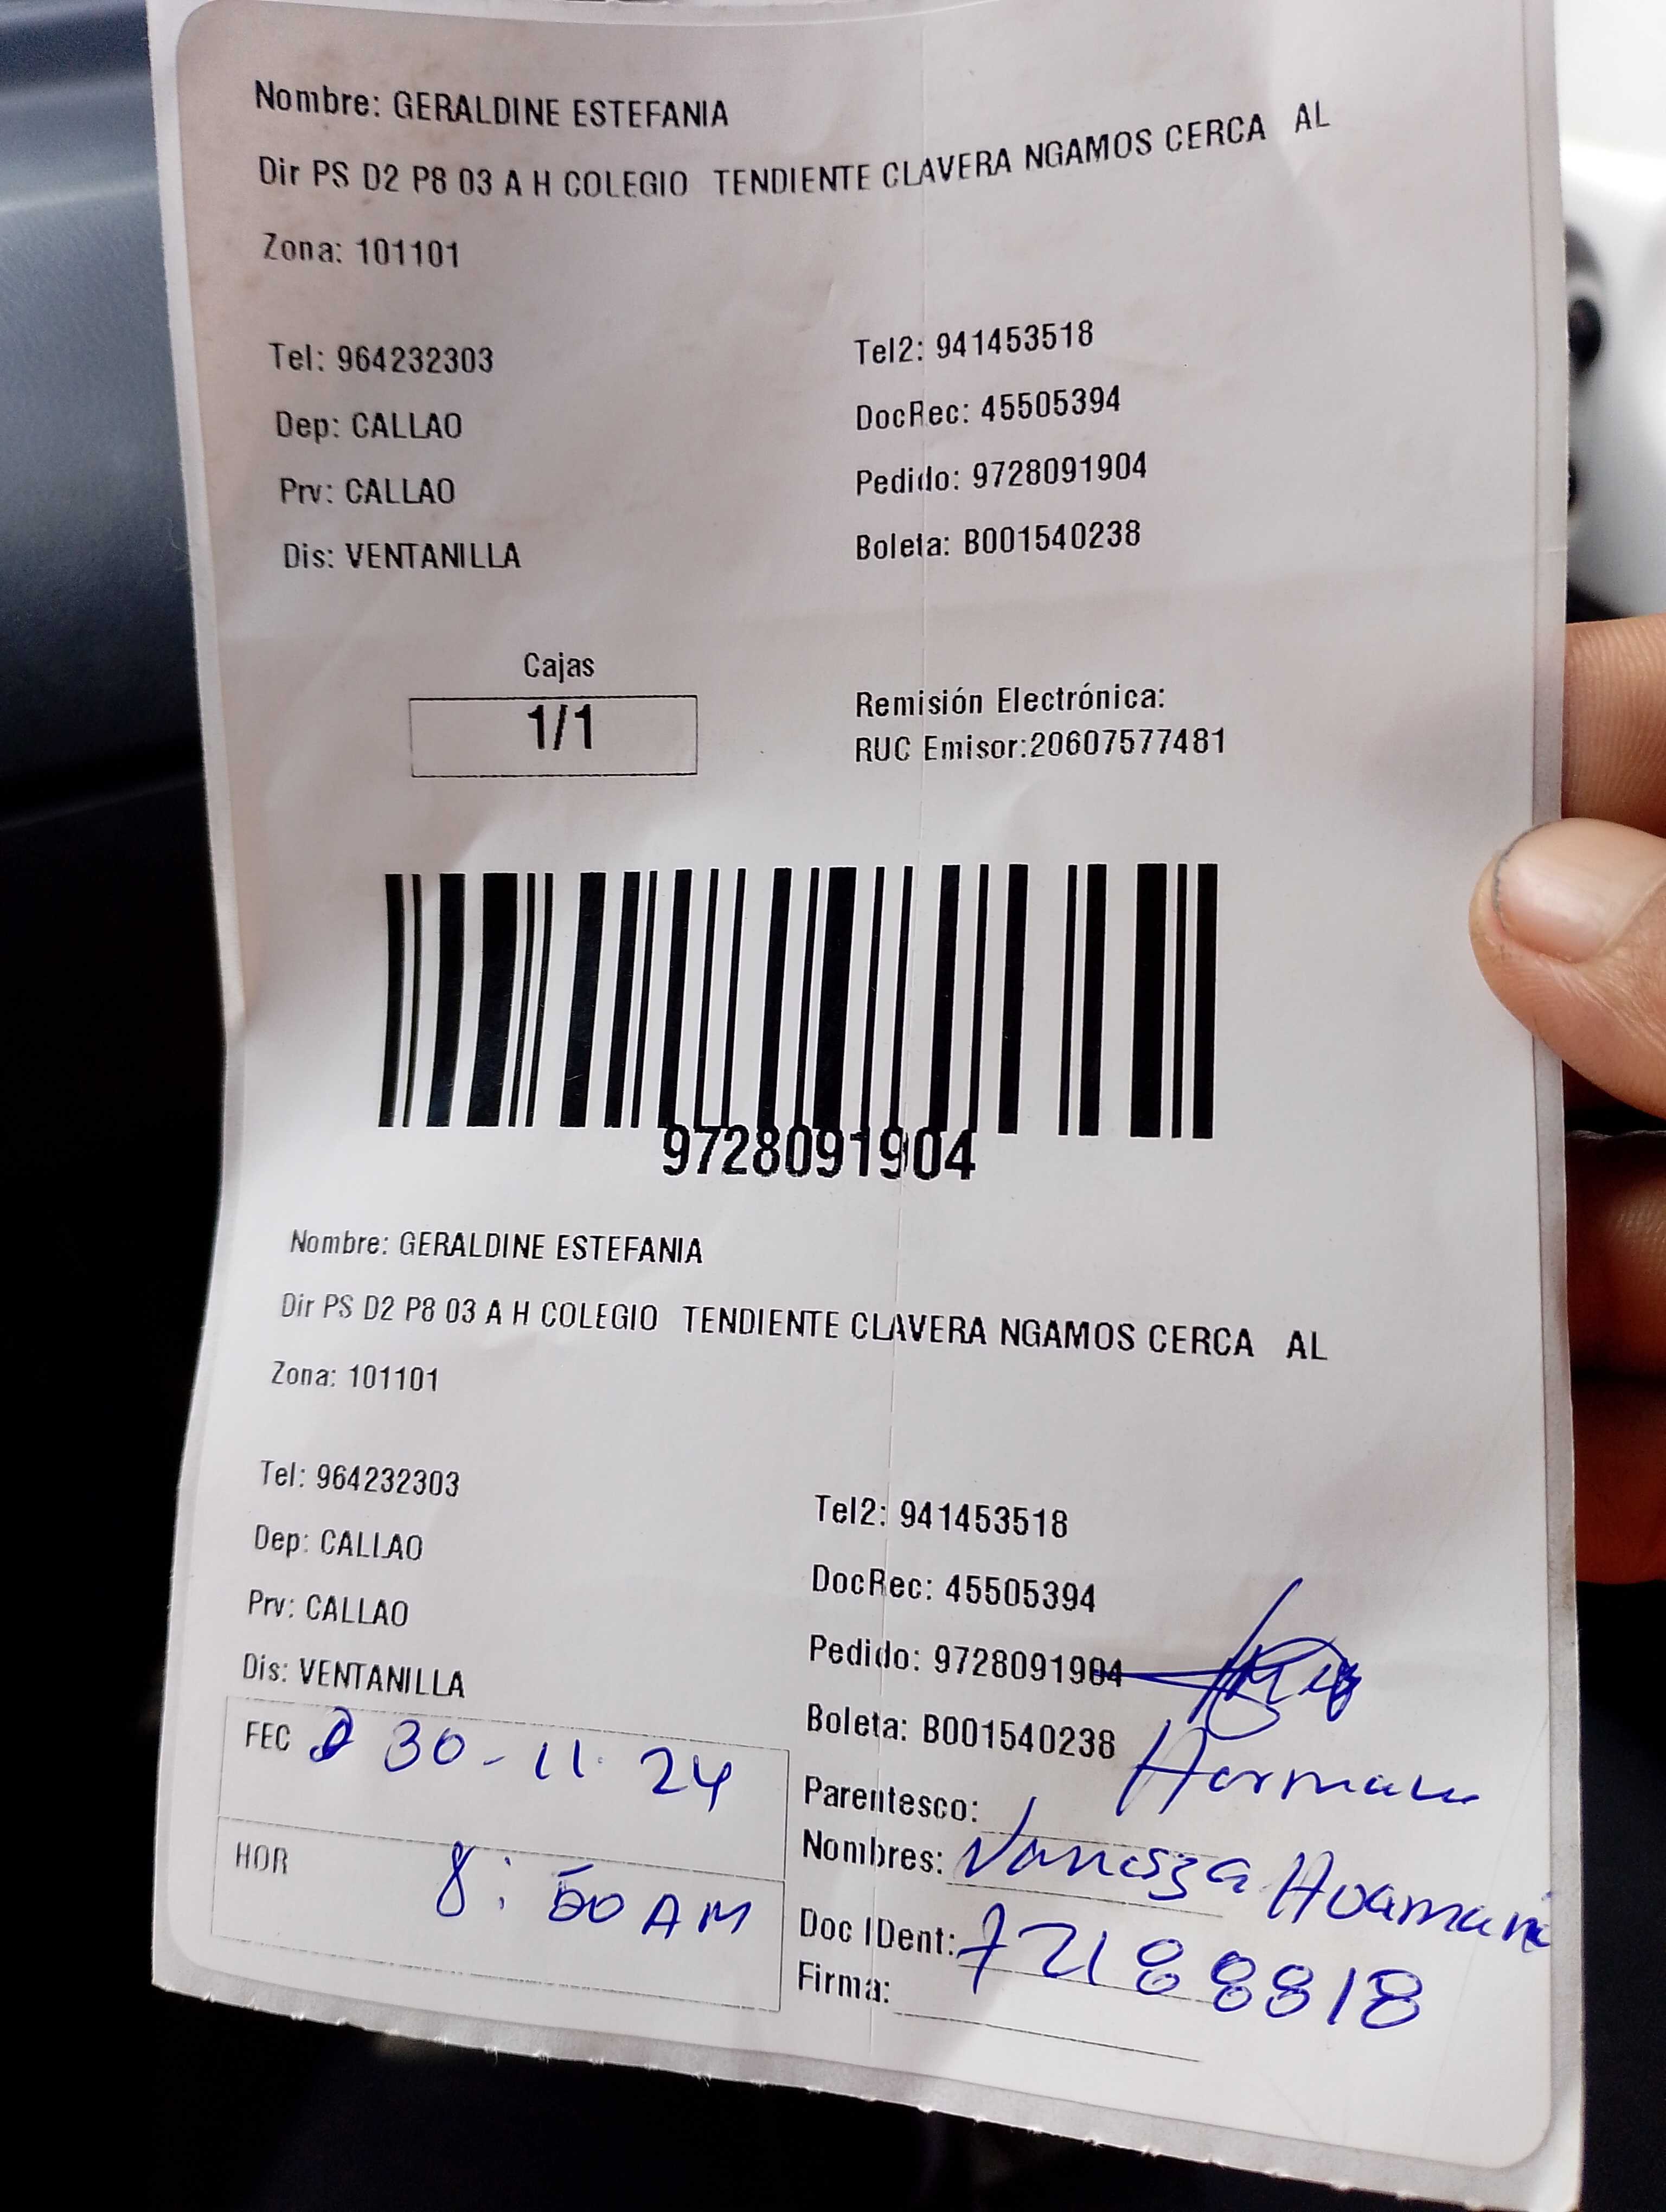 Nombre: GERALDINE ESTEFANIA
Dir PS D2 P8 03 A H COLEGIO TENDIENTE CLAVERA NGAMOS CERCA AL
Zona: 101101
Tel: 964232303 Tel2: 941453518
Dep: CALLAO DocRec: 45505394
Prv: CALLAO Pedido: 9728091904
Dis: VENTANILLA Boleta: B001540238
Cajas
1/1
Remisión Electrónica:
RUC Emisor:20607577481
9728091904
Nombre: GERALDINE ESTEFANIA
Dir PS D2 P8 03 A H COLEGIO TENDIENTE CLAVERA NGAMOS CERCA AL
Zona: 101101
Tel: 964232303 Tel2: 941453518
Dep: CALLAO DocRec: 45505394
Prv: CALLAO Pedido: 9728091904
Dis: VENTANILLA Boleta: B001540238
FEC 30-11-24
HOR 8:50 AM
Parentesco:
Nombres: Huamani
Doc IDent: 72188818
Firma: